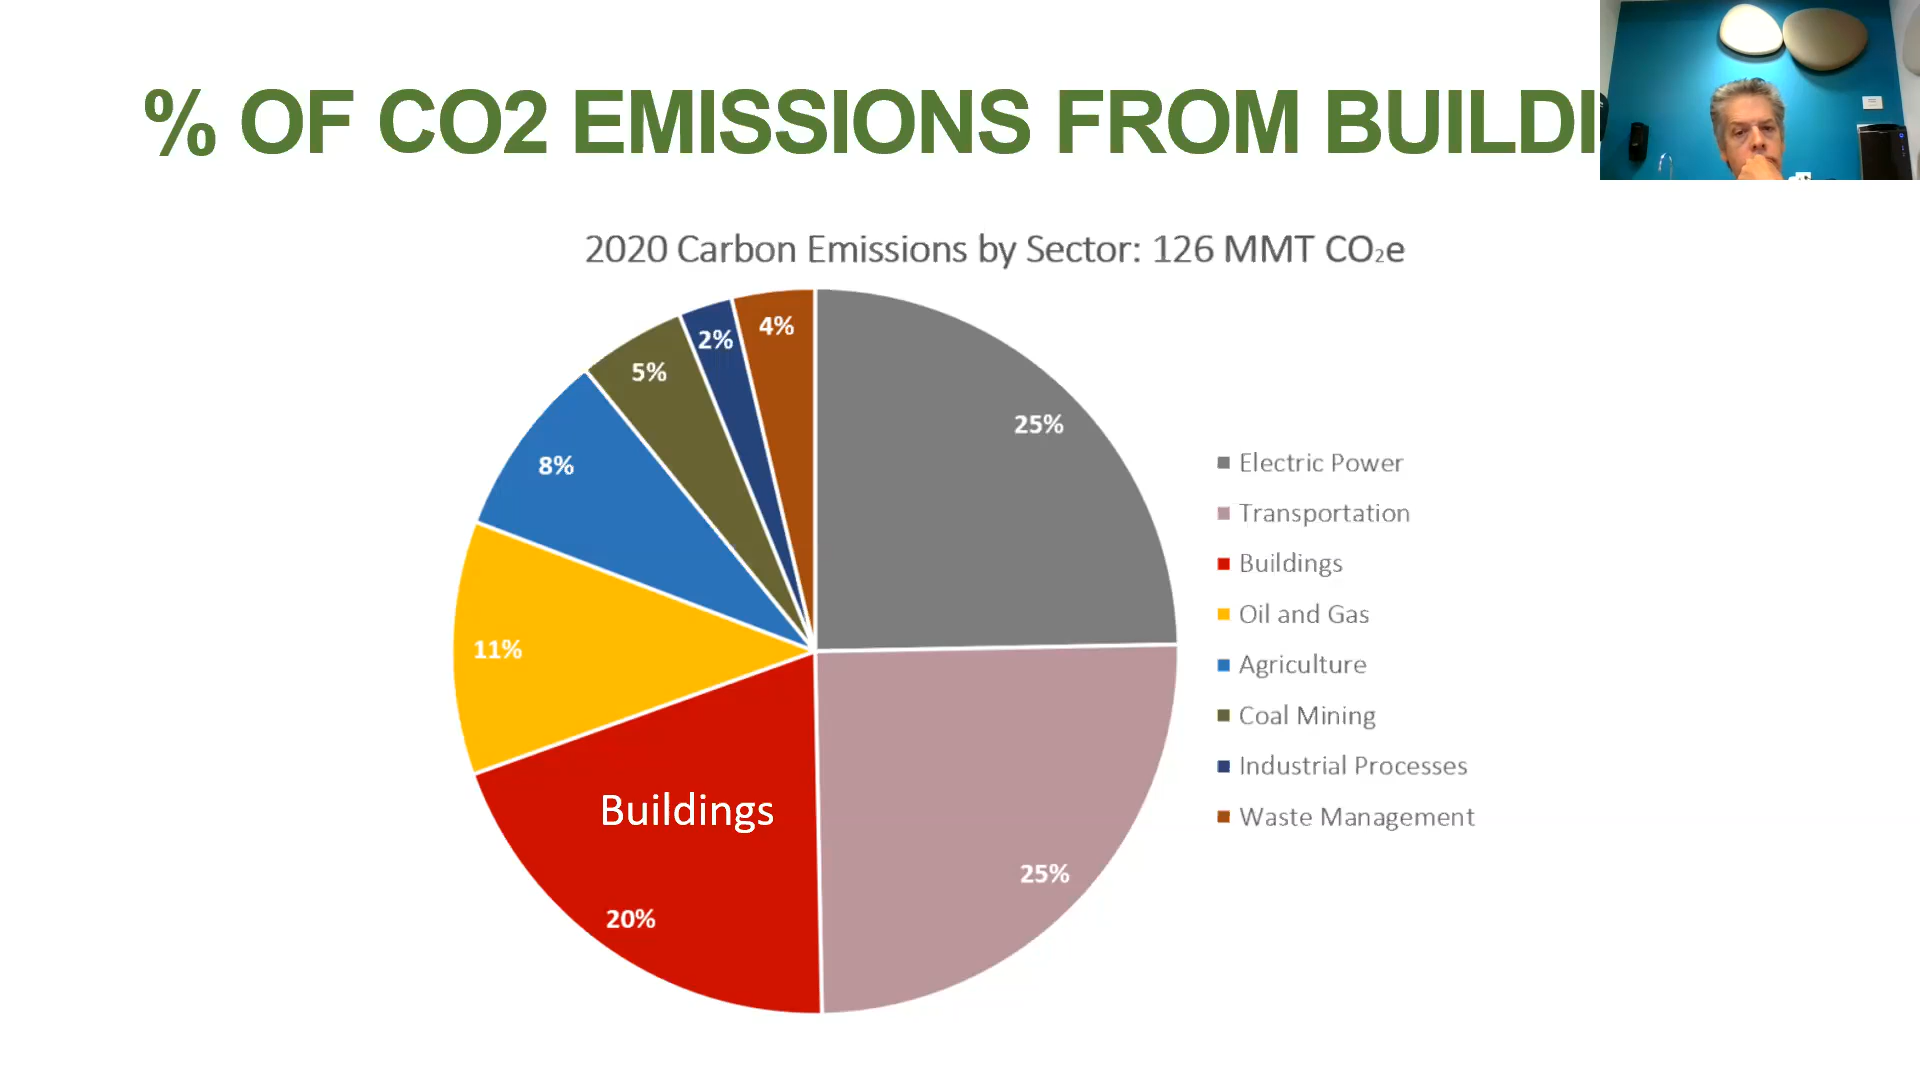 % OF CO2 EMISSIONS FROM BUILDI
2020 Carbon Emissions by Sector: 126 MMT CO₂e
4%
2%
5%
25%
8%
11%
Buildings
20%
25%
Electric Power
Transportation
Buildings
Oil and Gas
Agriculture
Coal Mining
Industrial Processes
Waste Management